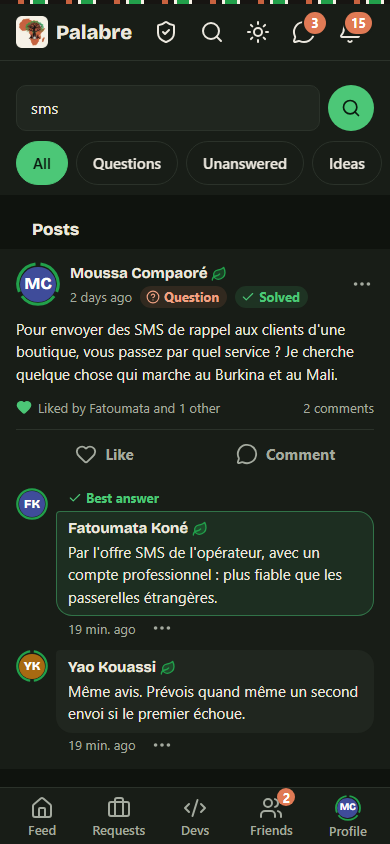 Palabre
3
15
sms
All
Questions
Unanswered
Ideas
Posts
MC
Moussa Compaoré
2 days ago
Question
Solved
Pour envoyer des SMS de rappel aux clients d'une
boutique, vous passez par quel service ? Je cherche
quelque chose qui marche au Burkina et au Mali.
Liked by Fatoumata and 1 other
2 comments
Like
Comment
Best answer
FK
Fatoumata Koné
Par l'offre SMS de l'opérateur, avec un
compte professionnel : plus fiable que les
passerelles étrangères.
19 min. ago
YK
Yao Kouassi
Même avis. Prévois quand même un second
envoi si le premier échoue.
19 min. ago
2
MC
Feed
Requests
Devs
Friends
Profile